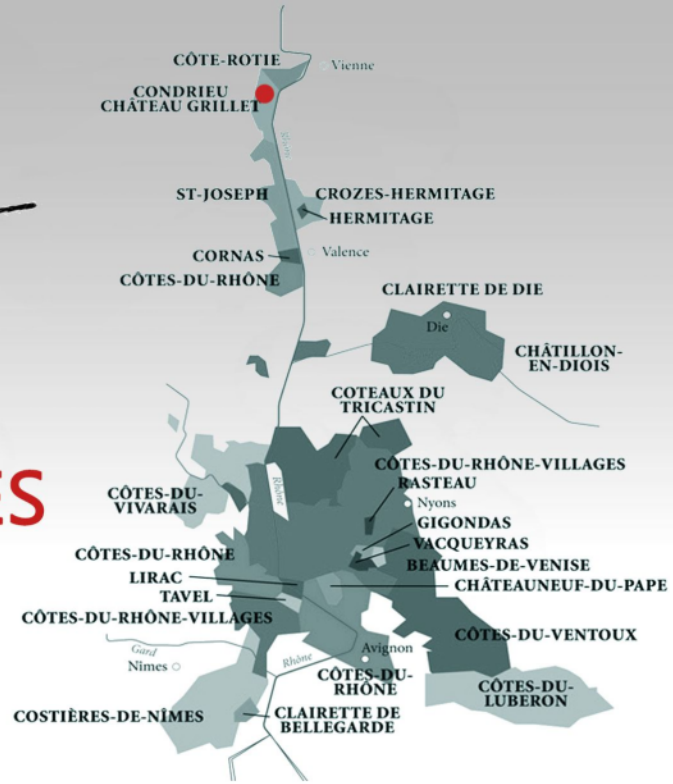 CÔTE-ROTIE
Vienne
CONDRIEU
CHÂTEAU GRILLET
Rhône
ST-JOSEPH
CROZES-HERMITAGE
HERMITAGE
CORNAS
Valence
CÔTES-DU-RHÔNE
CLAIRETTE DE DIE
Die
CHÂTILLON-
EN-DIOIS
COTEAUX DU
TRICASTIN
CÔTES-DU-RHÔNE-VILLAGES
RASTEAU
ES
CÔTES-DU-
VIVARAIS
Rhône
Nyons
GIGONDAS
VACQUEYRAS
CÔTES-DU-RHÔNE
BEAUMES-DE-VENISE
LIRAC
CHÂTEAUNEUF-DU-PAPE
TAVEL
CÔTES-DU-RHÔNE-VILLAGES
CÔTES-DU-VENTOUX
Gard
Avignon
Nîmes
Rhône
CÔTES-DU-
RHÔNE
CÔTES-DU-
LUBERON
COSTIÈRES-DE-NÎMES
CLAIRETTE DE
BELLEGARDE